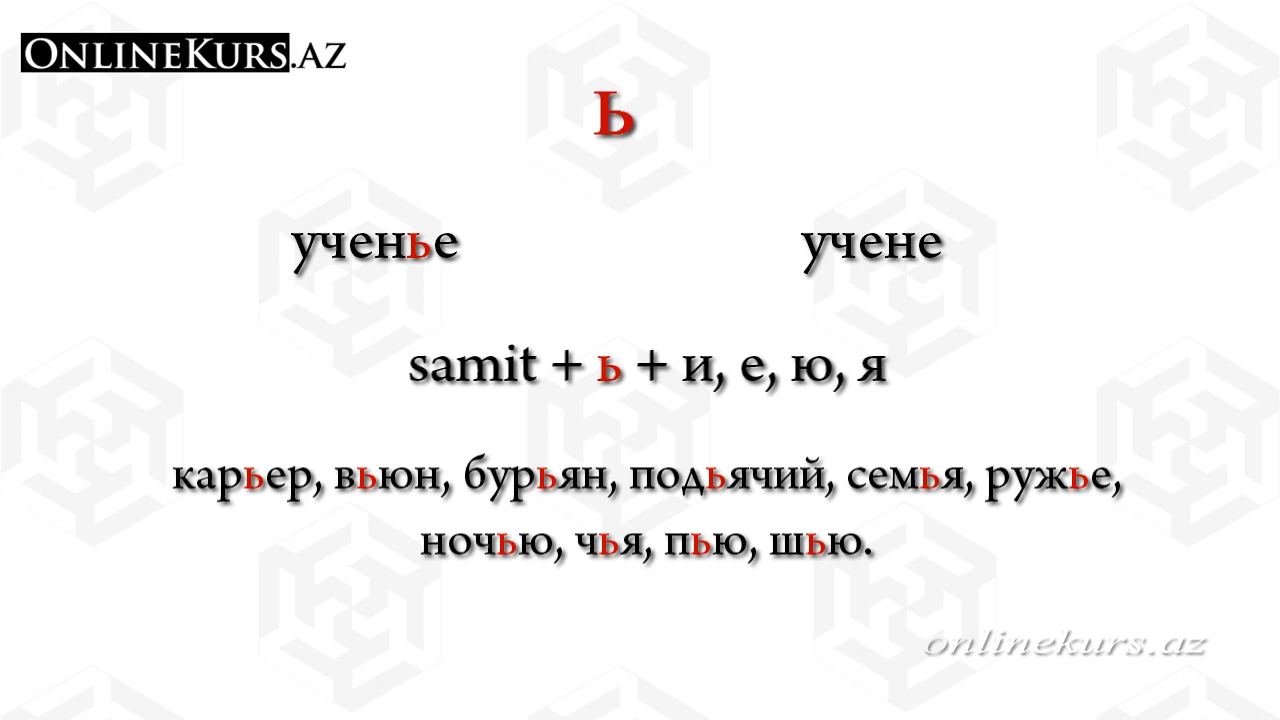 ONLINEKURS.AZ
ь
ученье учене
samit + ь + и, е, ю, я
карьер, вьюн, бурьян, подьячий, семья, ружье,
ночью, чья, пью, шью.
onlinekurs.az